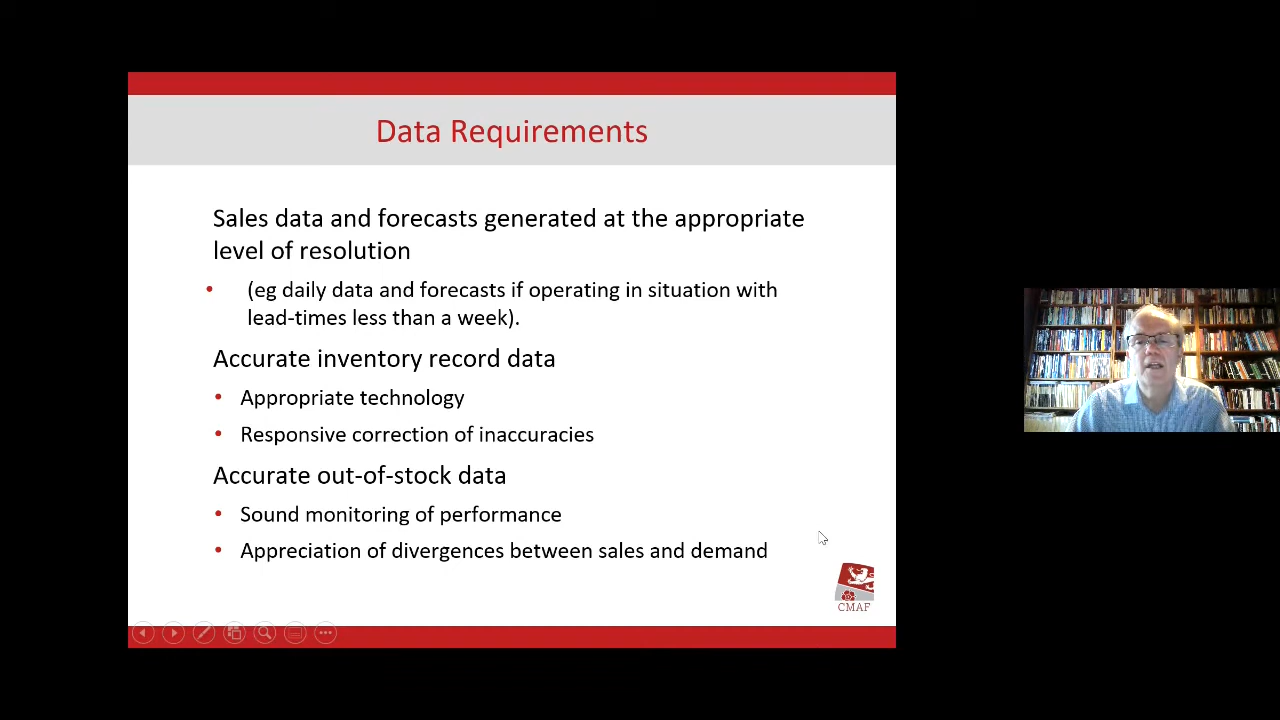 Data Requirements
Sales data and forecasts generated at the appropriate
level of resolution
• (eg daily data and forecasts if operating in situation with
lead-times less than a week).
Accurate inventory record data
• Appropriate technology
• Responsive correction of inaccuracies
Accurate out-of-stock data
• Sound monitoring of performance
• Appreciation of divergences between sales and demand
CMAF